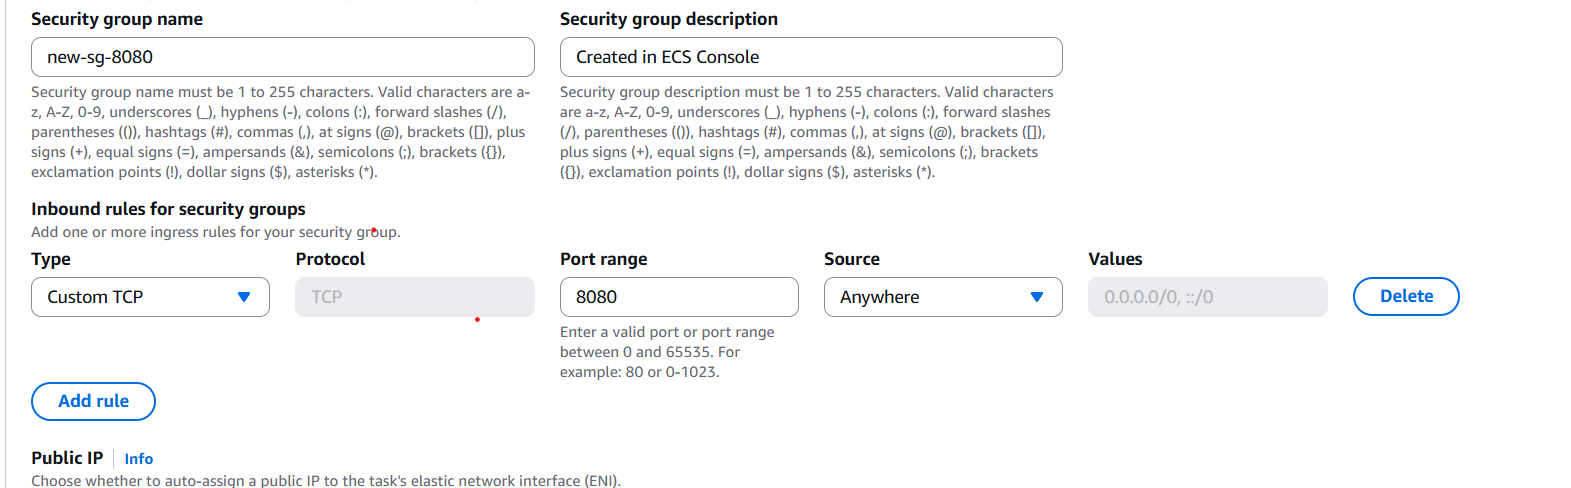 Security group name
Security group description
new-sg-8080
Created in ECS Console
Security group name must be 1 to 255 characters. Valid characters are a-
z, A-Z, 0-9, underscores (_), hyphens (-), colons (:), forward slashes (/),
parentheses (()), hashtags (#), commas (,), at signs (@), brackets ([]), plus
signs (+), equal signs (=), ampersands (&), semicolons (;), brackets ({}),
exclamation points (!), dollar signs ($), asterisks (*).
Security group description must be 1 to 255 characters. Valid characters
are a-z, A-Z, 0-9, underscores (_), hyphens (-), colons (:), forward slashes
(/), parentheses (()), hashtags (#), commas (,), at signs (@), brackets ([]),
plus signs (+), equal signs (=), ampersands (&), semicolons (;), brackets
({}), exclamation points (!), dollar signs ($), asterisks (*).
Inbound rules for security groups
Add one or more ingress rules for your security group.
Type
Protocol
Port range
Source
Values
Custom TCP
TCP
8080
Anywhere
0.0.0.0/0, ::/0
Delete
Enter a valid port or port range
between 0 and 65535. For
example: 80 or 0-1023.
Add rule
Public IP
Info
Choose whether to auto-assign a public IP to the task's elastic network interface (ENI).